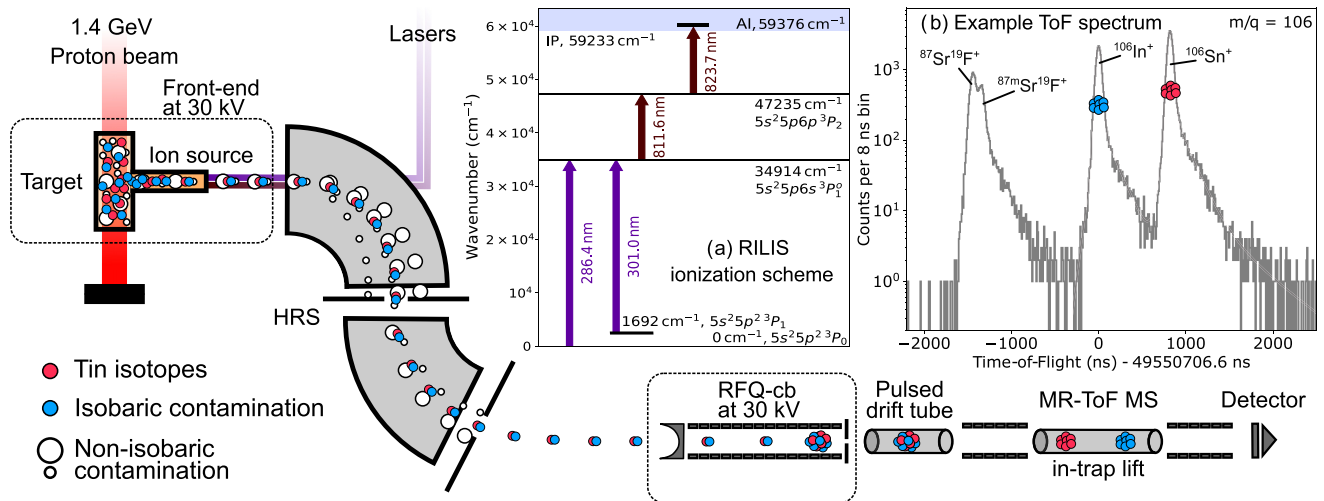 1.4 GeV
Proton beam
Lasers
Front-end
at 30 kV
Ion source
Target
HRS
Tin isotopes
Isobaric contamination
Non-isobaric
contamination
Wavenumber (cm⁻¹)
6 × 10⁴
5 × 10⁴
4 × 10⁴
3 × 10⁴
2 × 10⁴
10⁴
0
AI, 59376 cm⁻¹
IP, 59233 cm⁻¹
823.7 nm
47235 cm⁻¹
5s²5p6p ³P₂
811.6 nm
34914 cm⁻¹
5s²5p6s ³P₁ᵒ
286.4 nm
301.0 nm
(a) RILIS
ionization scheme
1692 cm⁻¹, 5s²5p² ³P₁
0 cm⁻¹, 5s²5p² ³P₀
(b) Example ToF spectrum
m/q = 106
⁸⁷Sr¹⁹F⁺
⁸⁷ᵐSr¹⁹F⁺
¹⁰⁶In⁺
¹⁰⁶Sn⁺
Counts per 8 ns bin
10³
10²
10¹
10⁰
−2000
−1000
0
1000
2000
Time-of-Flight (ns) - 49550706.6 ns
RFQ-cb
at 30 kV
Pulsed
drift tube
MR-ToF MS
in-trap lift
Detector